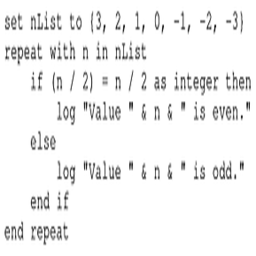 set nList to {3, 2, 1, 0, -1, -2, -3}
repeat with n in nList
if (n / 2) = n / 2 as integer then
log "Value " & n & " is even."
else
log "Value " & n & " is odd."
end if
end repeat